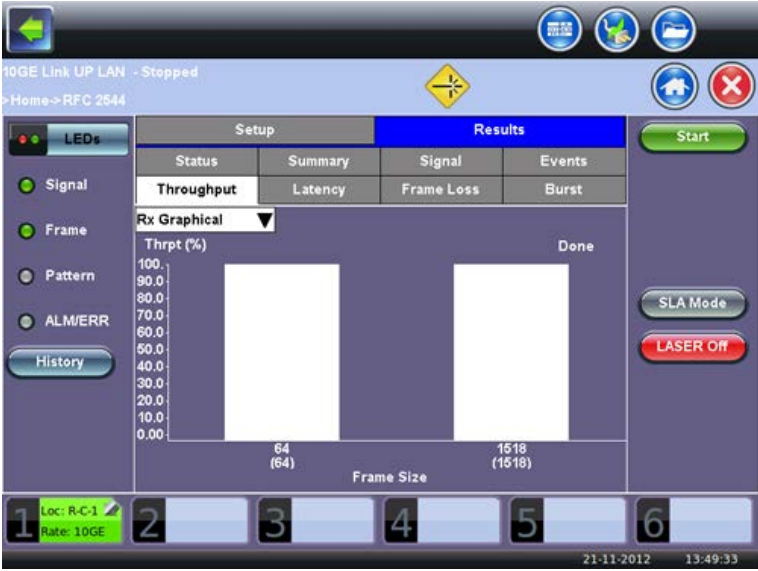 10GE Link UP LAN - Stopped
>Home->RFC 2544
LEDs
Signal
Frame
Pattern
ALM/ERR
History
Setup
Results
Status
Summary
Signal
Events
Throughput
Latency
Frame Loss
Burst
Rx Graphical
Thrpt (%)
Done
100.
90.0
80.0
70.0
60.0
50.0
40.0
30.0
20.0
10.0
0.00
64
(64)
1518
(1518)
Frame Size
Start
SLA Mode
LASER Off
1
Loc: R-C-1
Rate: 10GE
2
3
4
5
6
21-11-2012 13:49:33